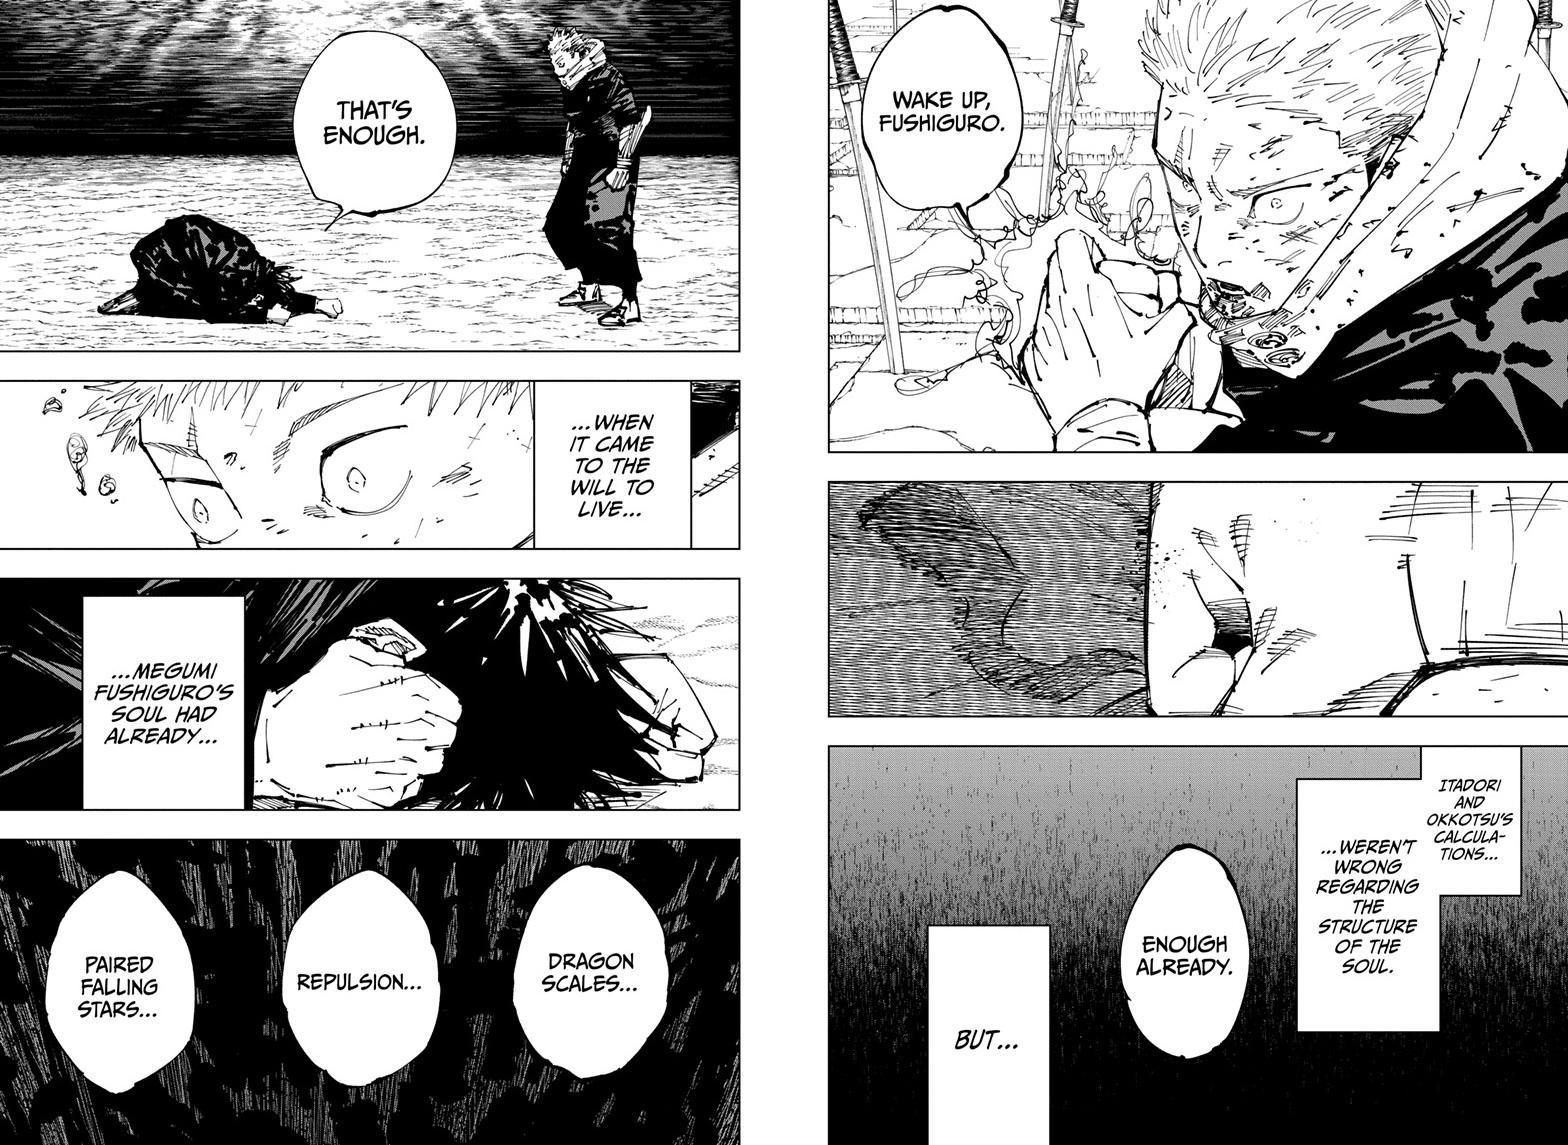 WAKE UP,
FUSHIGURO.
ITADORI
AND
OKKOTSU'S
CALCULA-
TIONS...
...WEREN'T
WRONG
REGARDING
THE
STRUCTURE
OF THE
SOUL.
ENOUGH
ALREADY.
BUT...
THAT'S
ENOUGH.
...WHEN
IT CAME
TO THE
WILL TO
LIVE...
...MEGUMI
FUSHIGURO'S
SOUL HAD
ALREADY...
DRAGON
SCALES...
REPULSION...
PAIRED
FALLING
STARS...